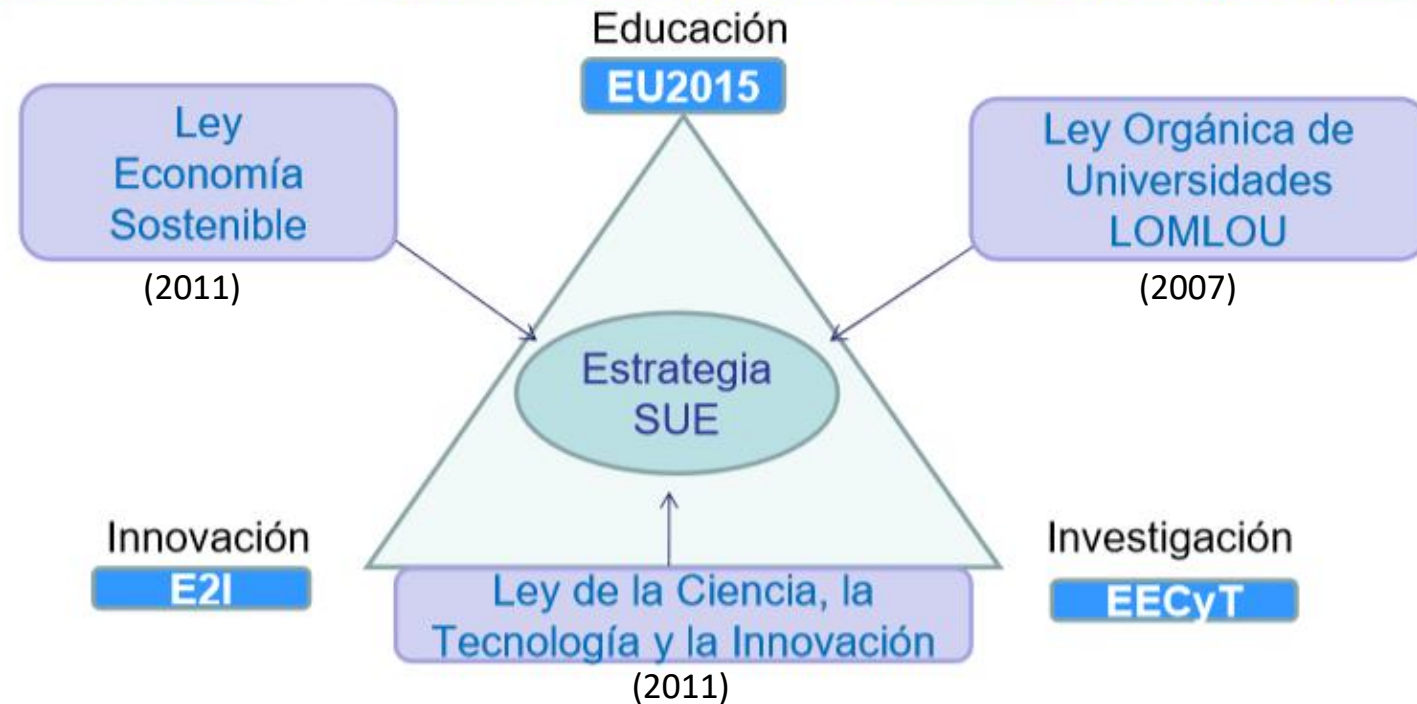 Educación
EU2015
Ley
Economía
Sostenible
(2011)
Ley Orgánica de
Universidades
LOMLOU
(2007)
Estrategia
SUE
Innovación
E2I
Investigación
EECyT
Ley de la Ciencia, la
Tecnología y la Innovación
(2011)